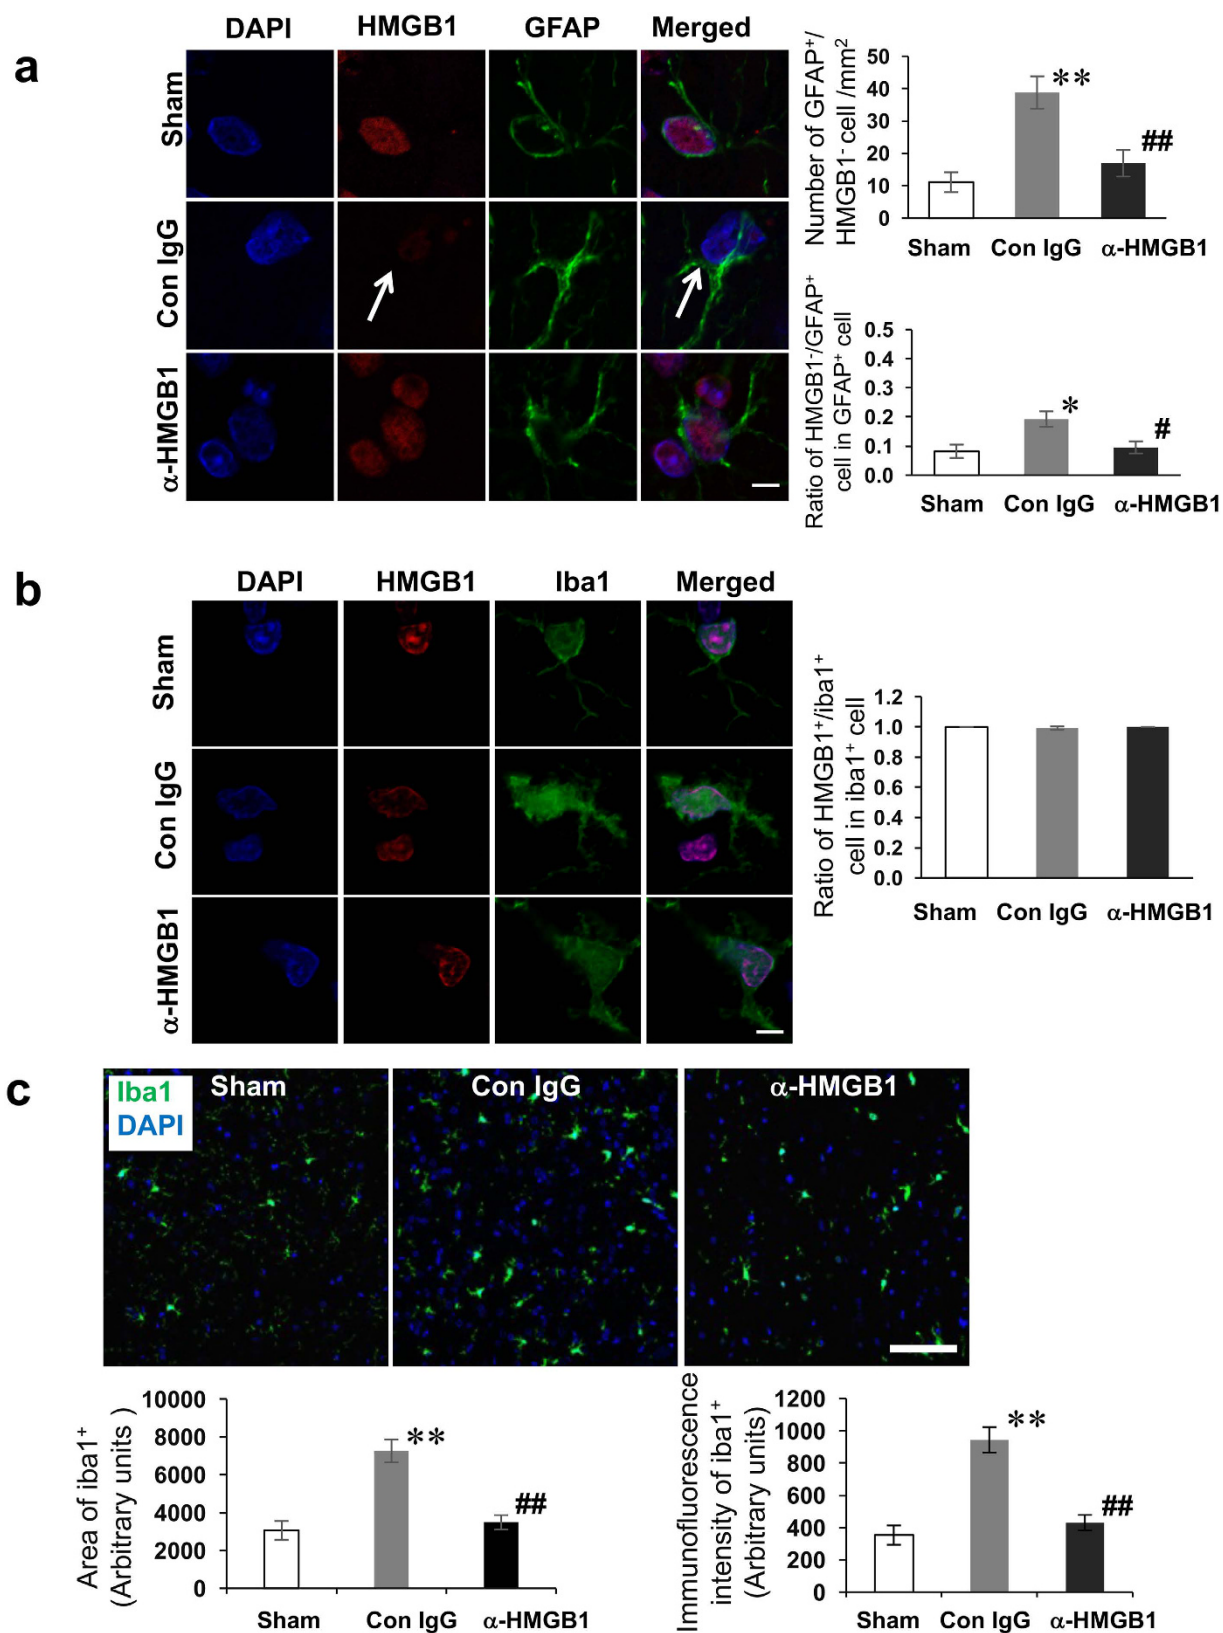 a
DAPI HMGB1 GFAP Merged
Sham
Con IgG
α-HMGB1
Number of GFAP⁺/
HMGB1⁻ cell /mm²
50
40
30
20
10
0
**
##
Sham Con IgG α-HMGB1
Ratio of HMGB1⁻/GFAP⁺
cell in GFAP⁺ cell
0.5
0.4
0.3
0.2
0.1
0.0
*
#
Sham Con IgG α-HMGB1
b
DAPI HMGB1 Iba1 Merged
Sham
Con IgG
α-HMGB1
Ratio of HMGB1⁺/iba1⁺
cell in iba1⁺ cell
1.2
1.0
0.8
0.6
0.4
0.2
0.0
Sham Con IgG α-HMGB1
c
Iba1
DAPI
Sham Con IgG α-HMGB1
Area of iba1⁺
(Arbitrary units )
10000
8000
6000
4000
2000
0
**
##
Sham Con IgG α-HMGB1
Immunofluorescence
intensity of iba1⁺
(Arbitrary units)
1200
1000
800
600
400
200
0
**
##
Sham Con IgG α-HMGB1